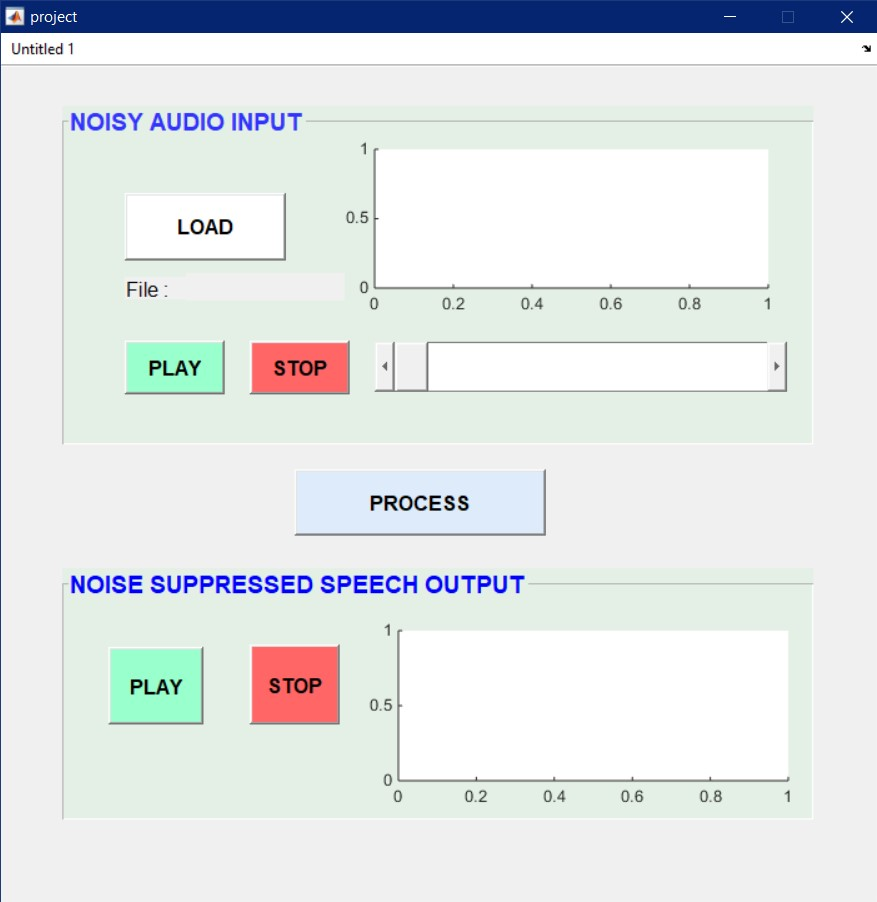 project
Untitled 1
NOISY AUDIO INPUT
1
0.5
0
0 0.2 0.4 0.6 0.8 1
LOAD
File :
PLAY STOP
PROCESS
NOISE SUPPRESSED SPEECH OUTPUT
1
0.5
0
0 0.2 0.4 0.6 0.8 1
PLAY STOP